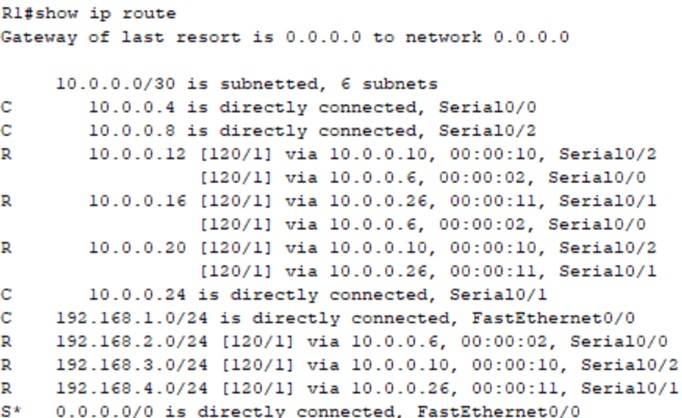 R1#show ip route
Gateway of last resort is 0.0.0.0 to network 0.0.0.0
10.0.0.0/30 is subnetted, 6 subnets
C 10.0.0.4 is directly connected, Serial0/0
C 10.0.0.8 is directly connected, Serial0/2
R 10.0.0.12 [120/1] via 10.0.0.10, 00:00:10, Serial0/2
[120/1] via 10.0.0.6, 00:00:02, Serial0/0
R 10.0.0.16 [120/1] via 10.0.0.26, 00:00:11, Serial0/1
[120/1] via 10.0.0.6, 00:00:02, Serial0/0
R 10.0.0.20 [120/1] via 10.0.0.10, 00:00:10, Serial0/2
[120/1] via 10.0.0.26, 00:00:11, Serial0/1
C 10.0.0.24 is directly connected, Serial0/1
C 192.168.1.0/24 is directly connected, FastEthernet0/0
R 192.168.2.0/24 [120/1] via 10.0.0.6, 00:00:02, Serial0/0
R 192.168.3.0/24 [120/1] via 10.0.0.10, 00:00:10, Serial0/2
R 192.168.4.0/24 [120/1] via 10.0.0.26, 00:00:11, Serial0/1
S* 0.0.0.0/0 is directly connected, FastEthernet0/0